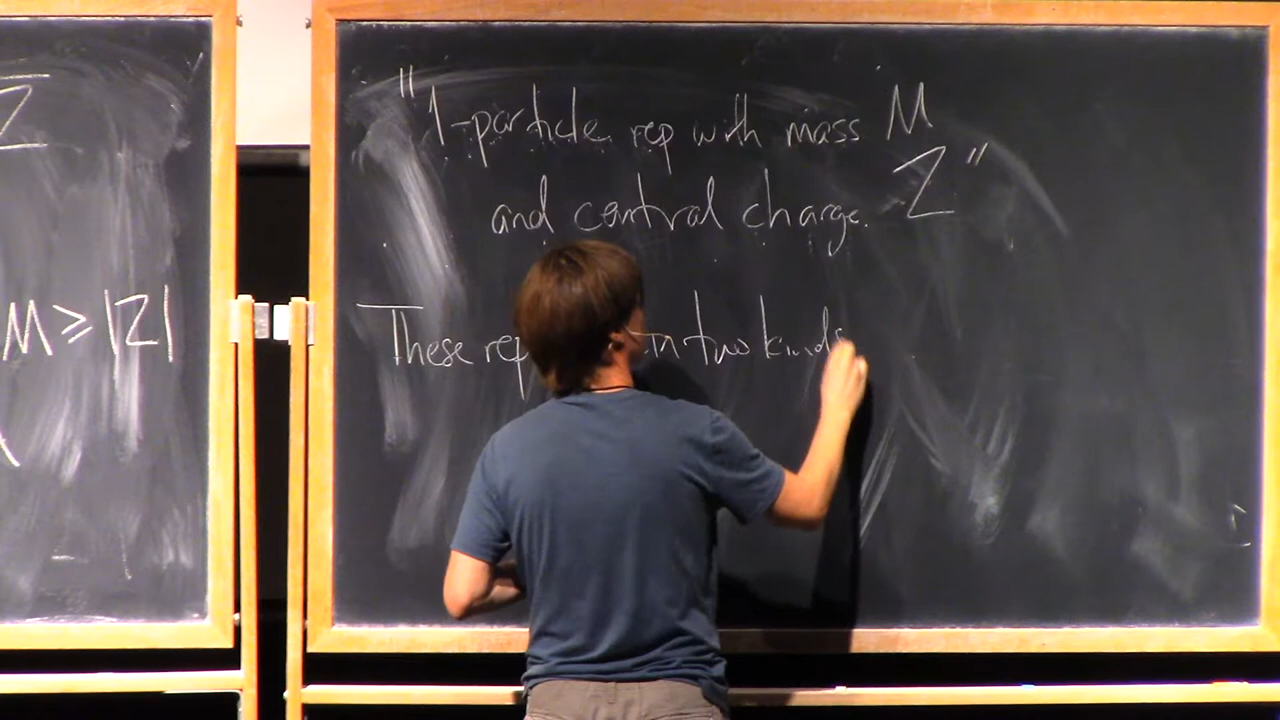 Z
M ≥ |Z|
"1-particle rep with mass M
and central charge Z"
These rep in two kinds